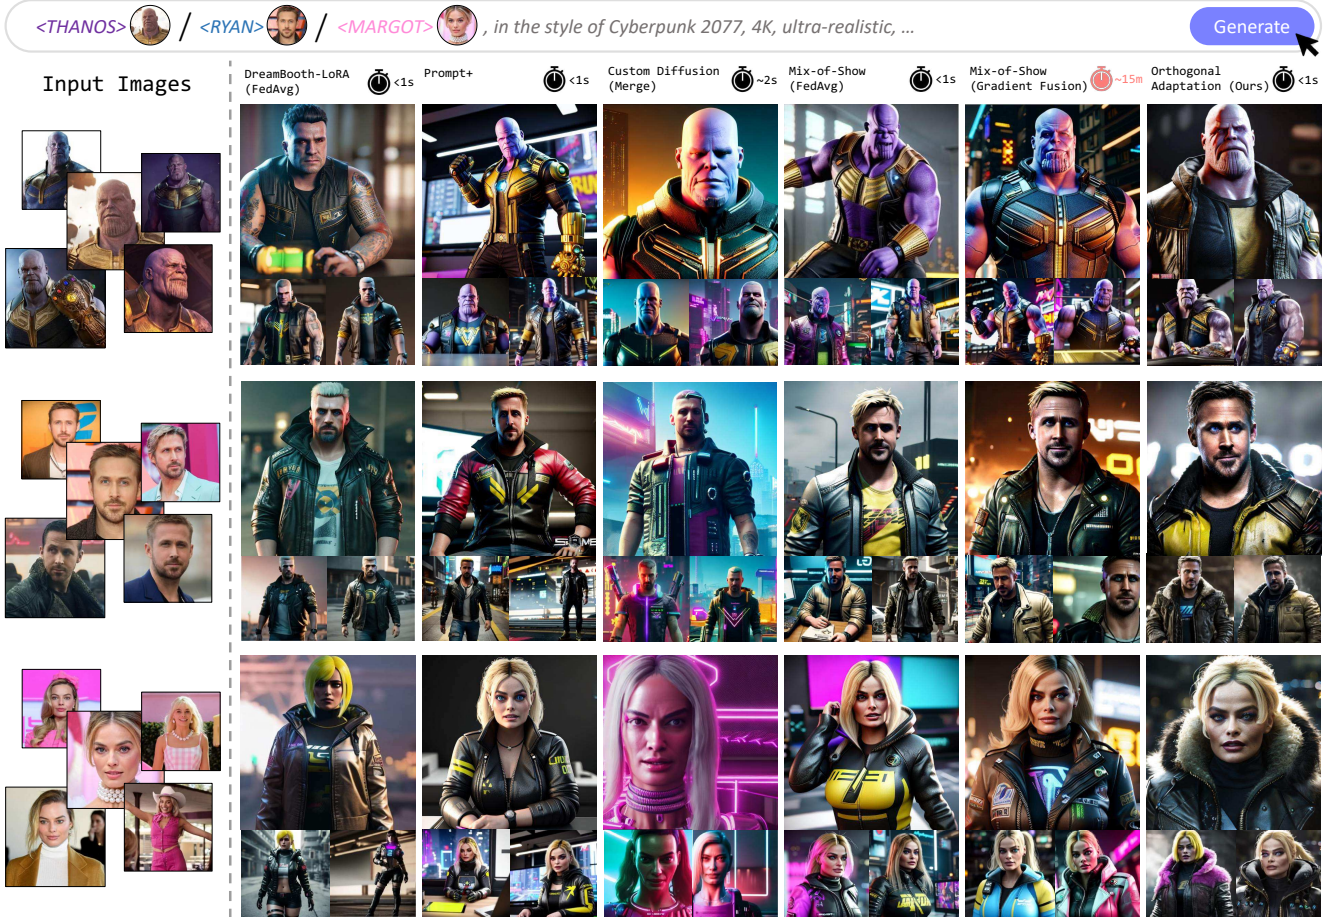 <THANOS> / <RYAN> / <MARGOT> , in the style of Cyberpunk 2077, 4K, ultra-realistic, ...
Generate
Input Images
DreamBooth-LoRA
(FedAvg)
<1s
Prompt+
<1s
Custom Diffusion
(Merge)
~2s
Mix-of-Show
(FedAvg)
<1s
Mix-of-Show
(Gradient Fusion)
~15m
Orthogonal
Adaptation (Ours)
<1s